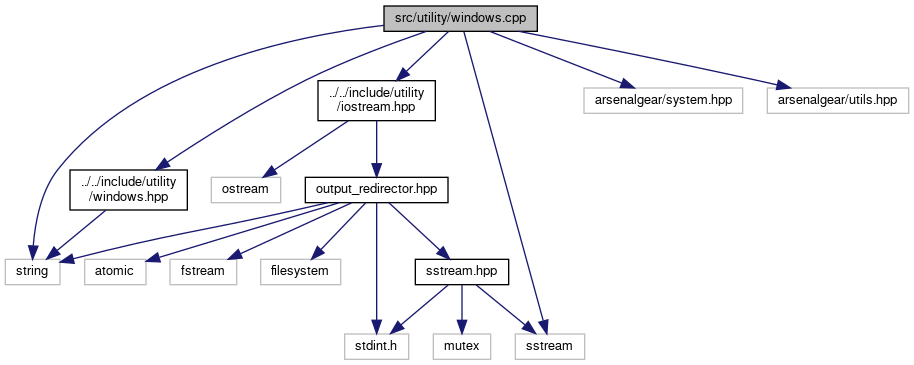 src/utility/windows.cpp
../../include/utility
/iostream.hpp
arsenalgear/system.hpp
arsenalgear/utils.hpp
../../include/utility
/windows.hpp
ostream
output_redirector.hpp
string
atomic
fstream
filesystem
sstream.hpp
stdint.h
mutex
sstream